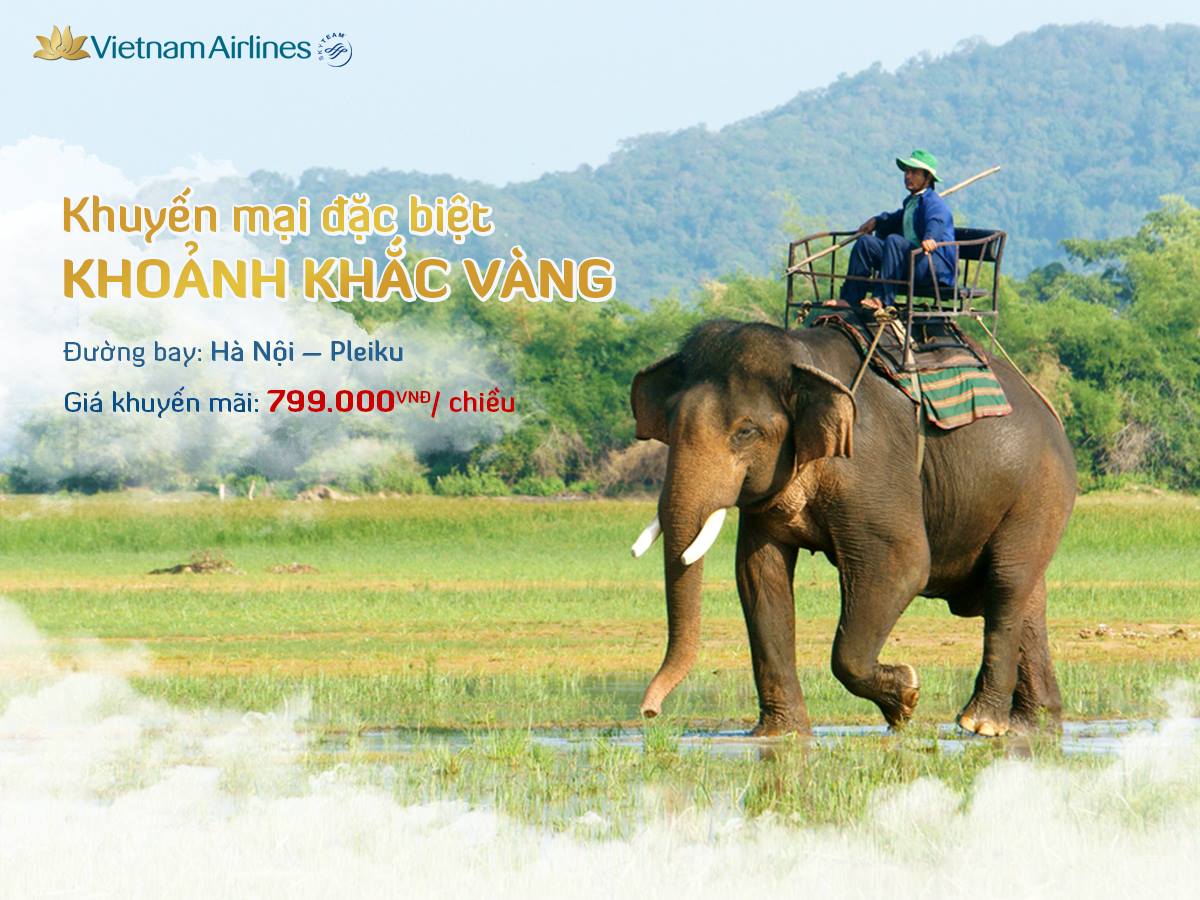 Vietnam Airlines SKYTEAM
Khuyến mại đặc biệt
KHOẢNH KHẮC VÀNG
Đường bay: Hà Nội – Pleiku
Giá khuyến mãi: 799.000VNĐ/ chiều